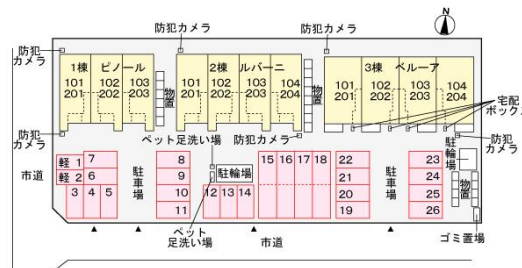 N
防犯カメラ
防犯カメラ
防犯
カメラ
1棟 ピノール
101 102 103
201 202 203
物置
2棟 ルバーニ
101 102 103 104
201 202 203 204
物置
3棟 ベルーア
101 102 103 104
201 202 203 204
宅配
ボックス
防犯
カメラ
ペット足洗い場
防犯カメラ
防犯
カメラ
市道
軽 1
軽 2
7
6
3 4 5
駐車場
8
9
10
11
駐輪場
12 13 14
15 16 17 18
22
21
20
19
駐車場
23
24
25
26
駐輪場
物置
ゴミ置場
ペット
足洗い場
市道